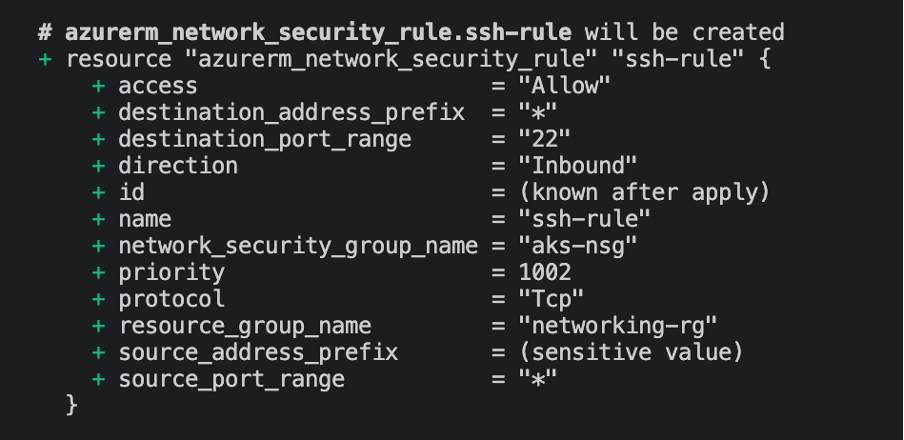 # azurerm_network_security_rule.ssh-rule will be created
+ resource "azurerm_network_security_rule" "ssh-rule" {
+ access = "Allow"
+ destination_address_prefix = "*"
+ destination_port_range = "22"
+ direction = "Inbound"
+ id = (known after apply)
+ name = "ssh-rule"
+ network_security_group_name = "aks-nsg"
+ priority = 1002
+ protocol = "Tcp"
+ resource_group_name = "networking-rg"
+ source_address_prefix = (sensitive value)
+ source_port_range = "*"
}